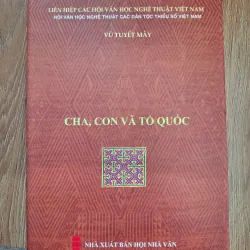 LIÊN HIỆP CÁC HỘI VĂN HỌC NGHỆ THUẬT VIỆT NAM
HỘI VĂN HỌC NGHỆ THUẬT CÁC DÂN TỘC THIỂU SỐ VIỆT NAM
VŨ TUYẾT MÂY
CHA, CON VÀ TỔ QUỐC
NHÀ XUẤT BẢN HỘI NHÀ VĂN